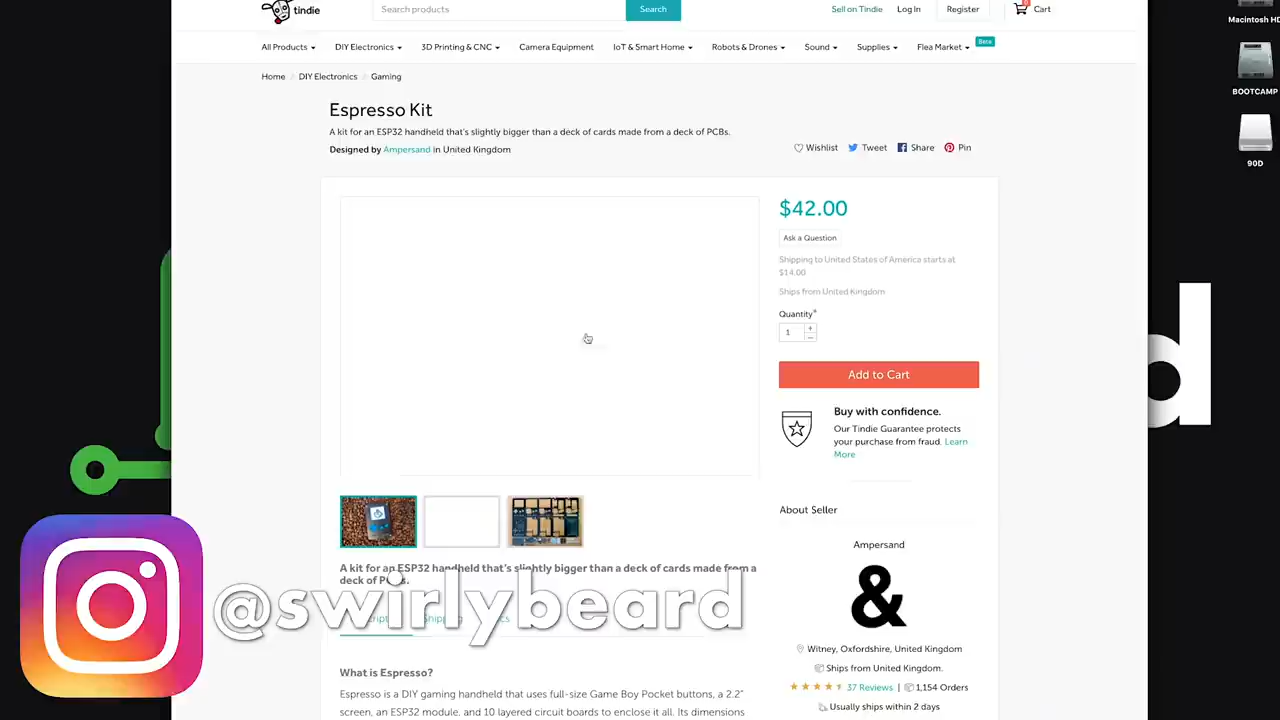 tindie
Search products
Search
Sell on Tindie
Log In
Register
Cart
Macintosh HD
All Products
DIY Electronics
3D Printing & CNC
Camera Equipment
IoT & Smart Home
Robots & Drones
Sound
Supplies
Flea Market
Beta
BOOTCAMP
Home / DIY Electronics / Gaming
Espresso Kit
A kit for an ESP32 handheld that's slightly bigger than a deck of cards made from a deck of PCBs.
Designed by Ampersand in United Kingdom
Wishlist
Tweet
Share
Pin
90D
$42.00
Ask a Question
Shipping to United States of America starts at
$14.00
Ships from United Kingdom
Quantity*
1
+
–
Add to Cart
Buy with confidence.
Our Tindie Guarantee protects
your purchase from fraud. Learn
More
d
About Seller
Ampersand
&
A kit for an ESP32 handheld that's slightly bigger than a deck of cards made from a
deck of PCBs.
@swirlybeard
Witney, Oxfordshire, United Kingdom
Ships from United Kingdom.
37 Reviews | 1,154 Orders
Usually ships within 2 days
What is Espresso?
Espresso is a DIY gaming handheld that uses full-size Game Boy Pocket buttons, a 2.2"
screen, an ESP32 module, and 10 layered circuit boards to enclose it all. Its dimensions